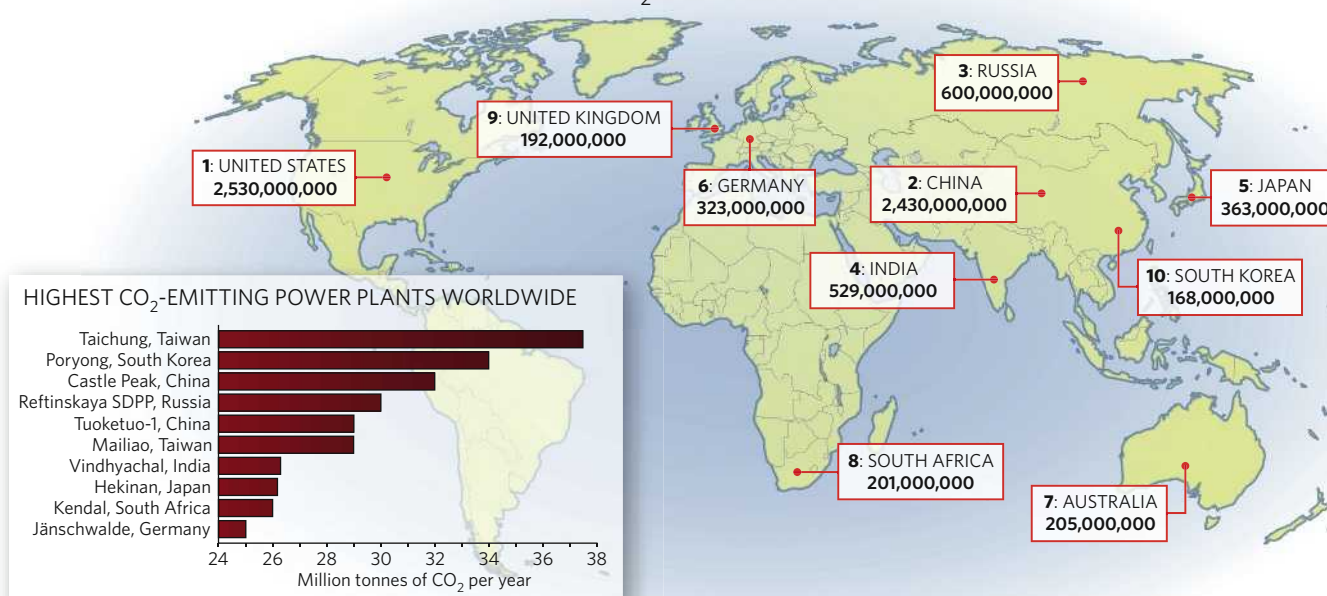 2
3: RUSSIA
600,000,000
9: UNITED KINGDOM
192,000,000
1: UNITED STATES
2,530,000,000
6: GERMANY
323,000,000
2: CHINA
2,430,000,000
5: JAPAN
363,000,000
4: INDIA
529,000,000
10: SOUTH KOREA
168,000,000
8: SOUTH AFRICA
201,000,000
7: AUSTRALIA
205,000,000
HIGHEST CO₂-EMITTING POWER PLANTS WORLDWIDE
Taichung, Taiwan
Poryong, South Korea
Castle Peak, China
Reftinskaya SDPP, Russia
Tuoketuo-1, China
Mailiao, Taiwan
Vindhyachal, India
Hekinan, Japan
Kendal, South Africa
Jänschwalde, Germany
24 26 28 30 32 34 36 38
Million tonnes of CO₂ per year